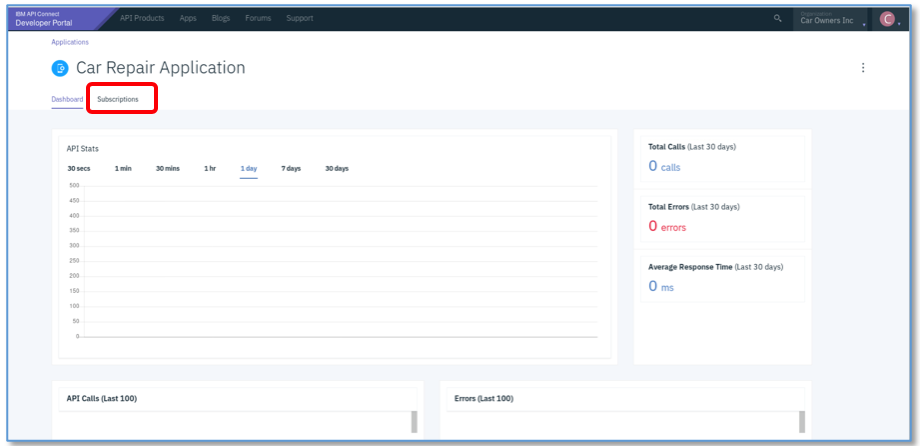 IBM API Connect
Developer Portal
API Products Apps Blogs Forums Support
Organization
Car Owners Inc
C
Applications
Car Repair Application
Dashboard Subscriptions
API Stats
30 secs 1 min 30 mins 1 hr 1 day 7 days 30 days
500
450
400
350
300
250
200
150
100
50
0
Total Calls (Last 30 days)
0 calls
Total Errors (Last 30 days)
0 errors
Average Response Time (Last 30 days)
0 ms
API Calls (Last 100)
Errors (Last 100)